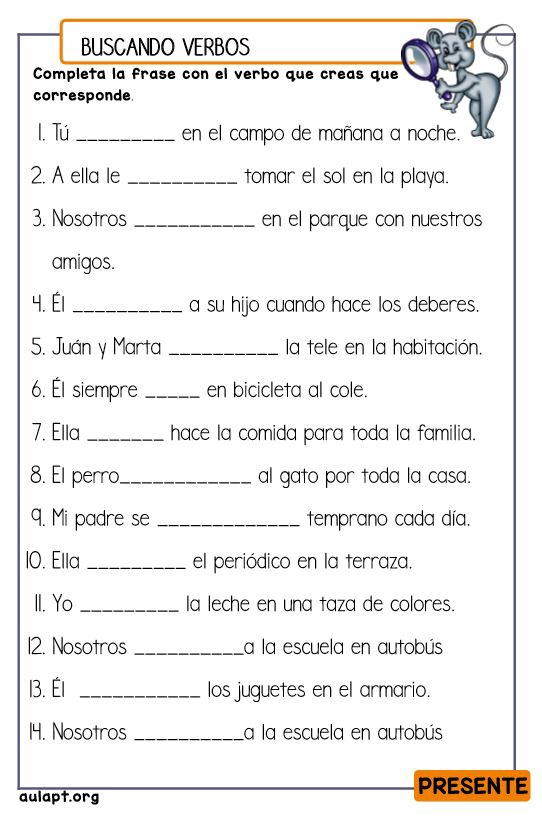 BUSCANDO VERBOS
Completa la frase con el verbo que creas que
corresponde.
1. Tú _________ en el campo de mañana a noche.
2. A ella le __________ tomar el sol en la playa.
3. Nosotros ___________ en el parque con nuestros
amigos.
4. Él __________ a su hijo cuando hace los deberes.
5. Juán y Marta __________ la tele en la habitación.
6. Él siempre _____ en bicicleta al cole.
7. Ella _______ hace la comida para toda la familia.
8. El perro____________ al gato por toda la casa.
9. Mi padre se _____________ temprano cada día.
10. Ella _________ el periódico en la terraza.
11. Yo _________ la leche en una taza de colores.
12. Nosotros __________a la escuela en autobús
13. Él ___________ los juguetes en el armario.
14. Nosotros __________a la escuela en autobús
PRESENTE
aulapt.org